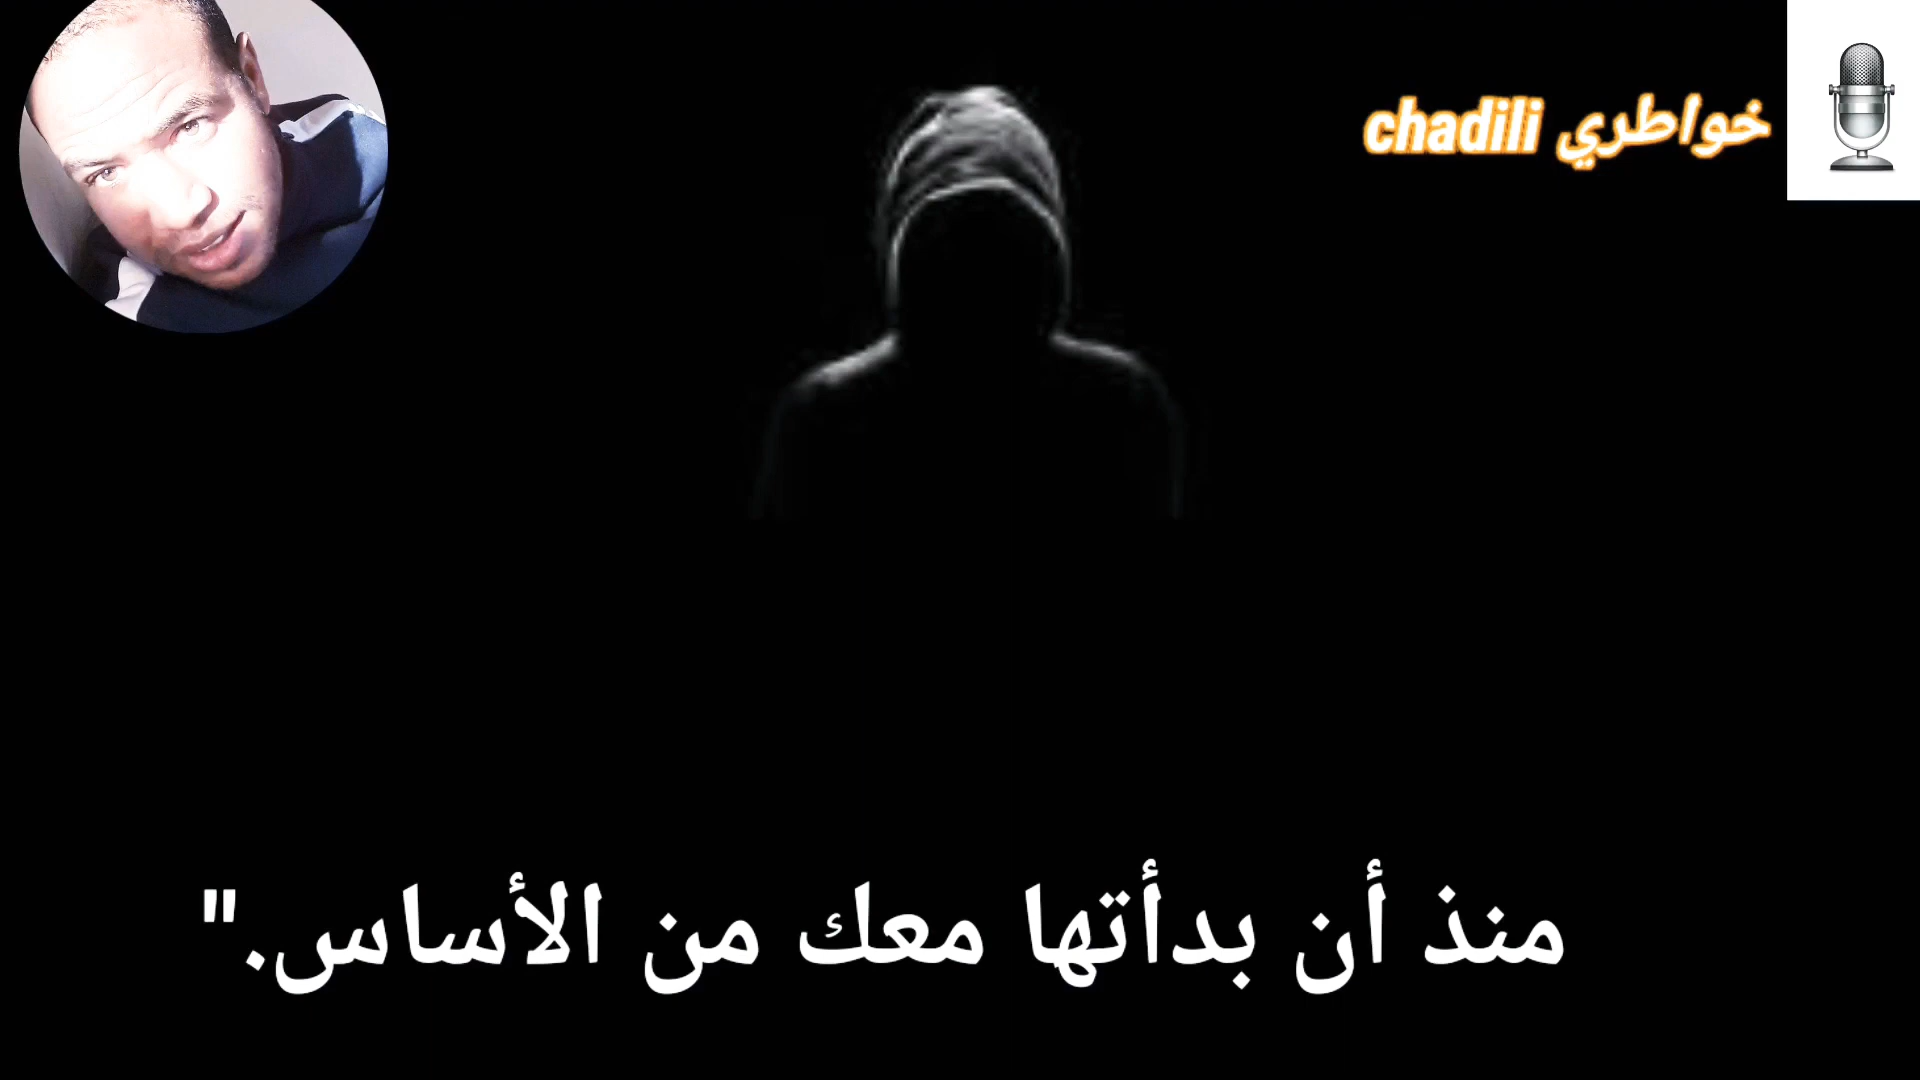 خواطري chadili
منذ أن بدأتها معك من الأساس."